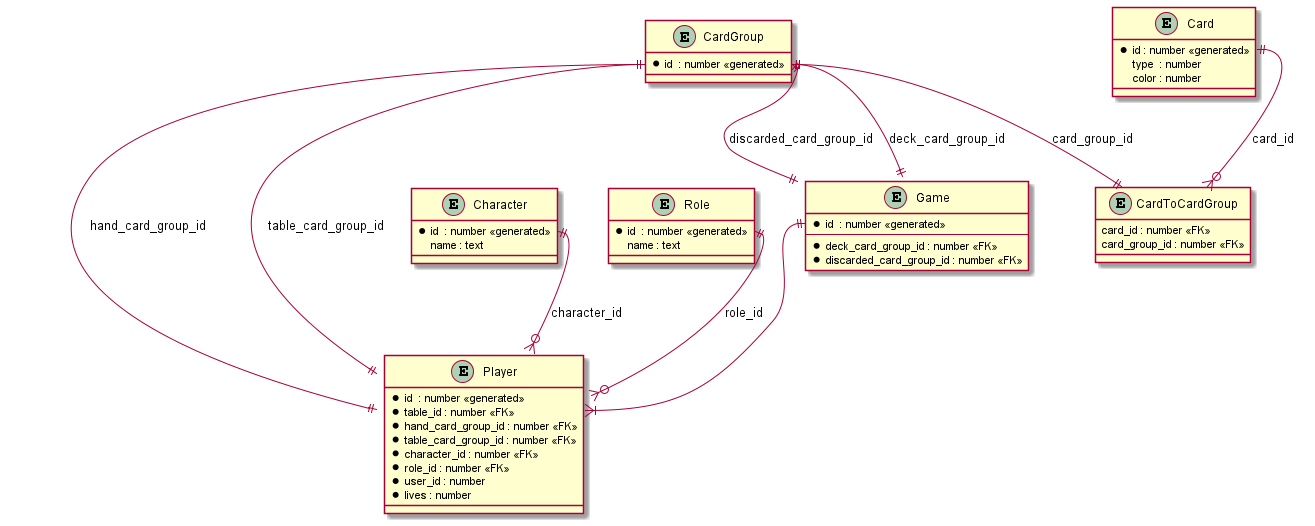 E CardGroup
id : number «generated»
E Card
id : number «generated»
type : number
color : number
discarded_card_group_id
deck_card_group_id
card_group_id
card_id
hand_card_group_id
table_card_group_id
E Character
id : number «generated»
name : text
E Role
id : number «generated»
name : text
E Game
id : number «generated»
deck_card_group_id : number «FK»
discarded_card_group_id : number «FK»
E CardToCardGroup
card_id : number «FK»
card_group_id : number «FK»
character_id
role_id
E Player
id : number «generated»
table_id : number «FK»
hand_card_group_id : number «FK»
table_card_group_id : number «FK»
character_id : number «FK»
role_id : number «FK»
user_id : number
lives : number